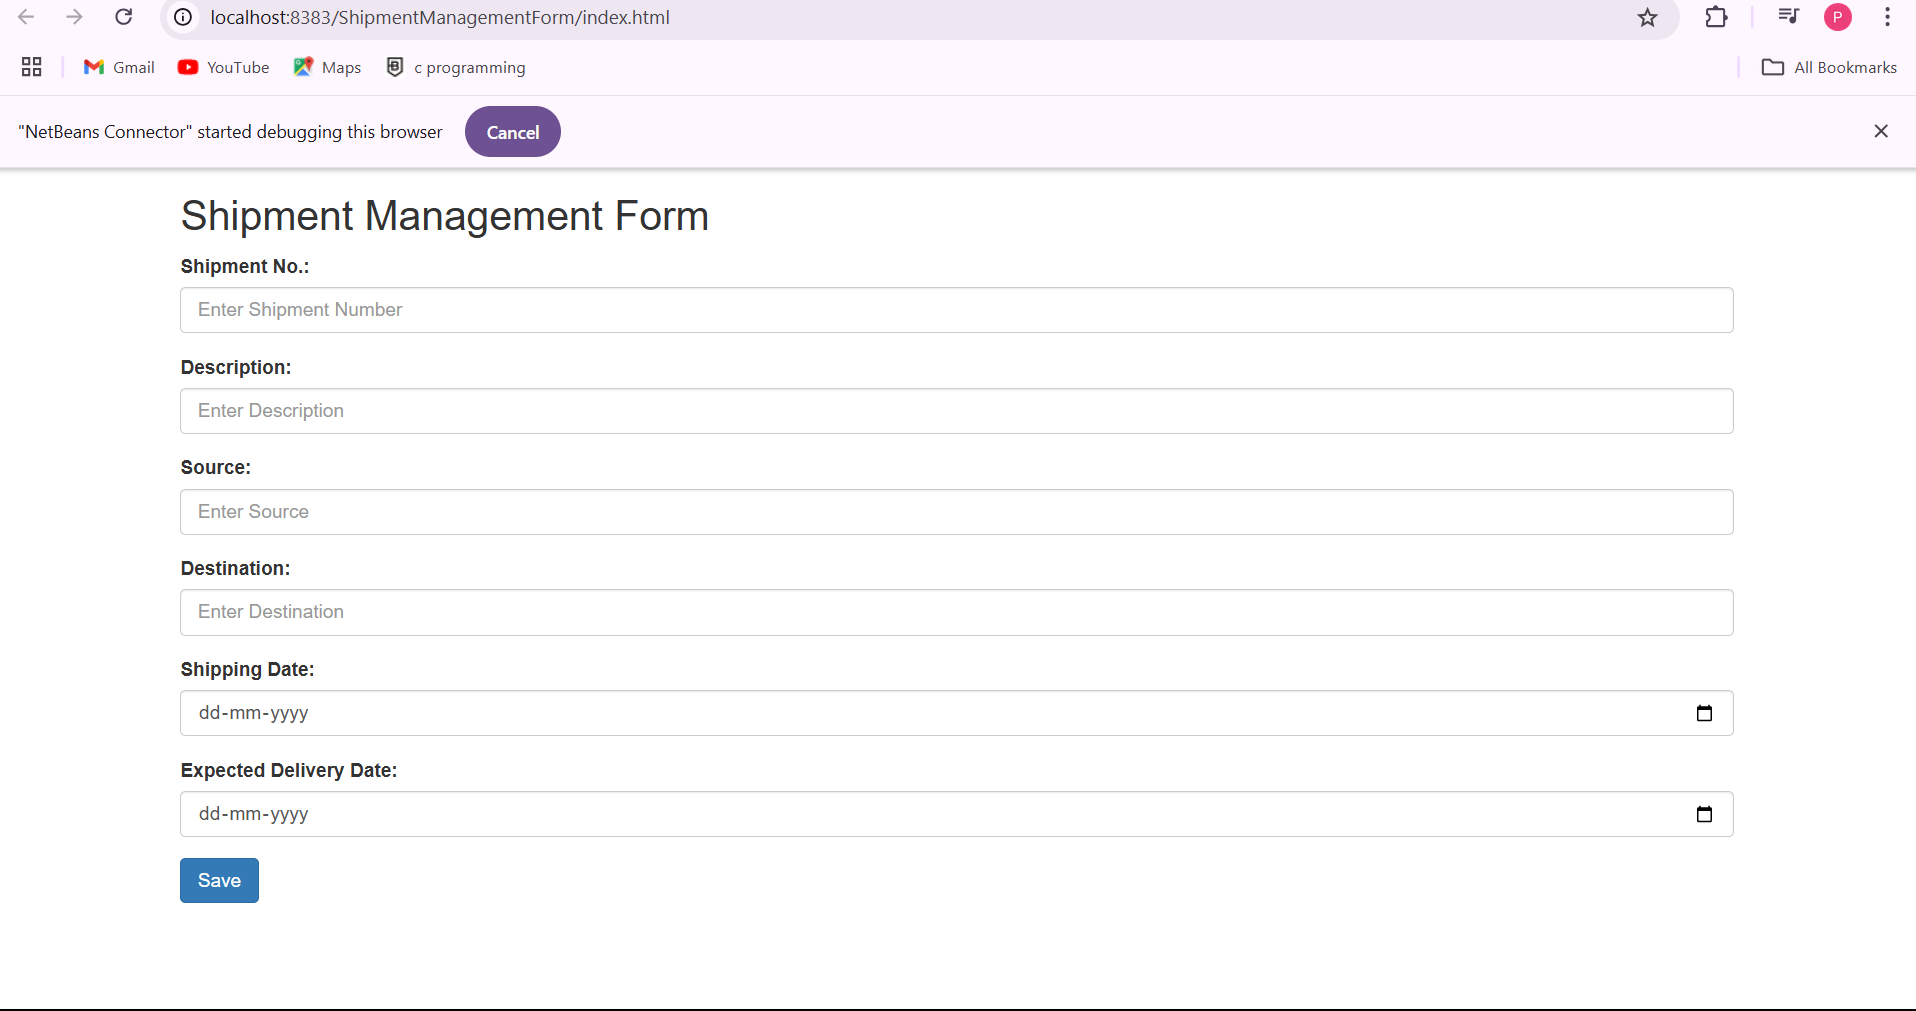 localhost:8383/ShipmentManagementForm/index.html
P
Gmail YouTube Maps c programming All Bookmarks
"NetBeans Connector" started debugging this browser Cancel
Shipment Management Form
Shipment No.:
Enter Shipment Number
Description:
Enter Description
Source:
Enter Source
Destination:
Enter Destination
Shipping Date:
dd-mm-yyyy
Expected Delivery Date:
dd-mm-yyyy
Save